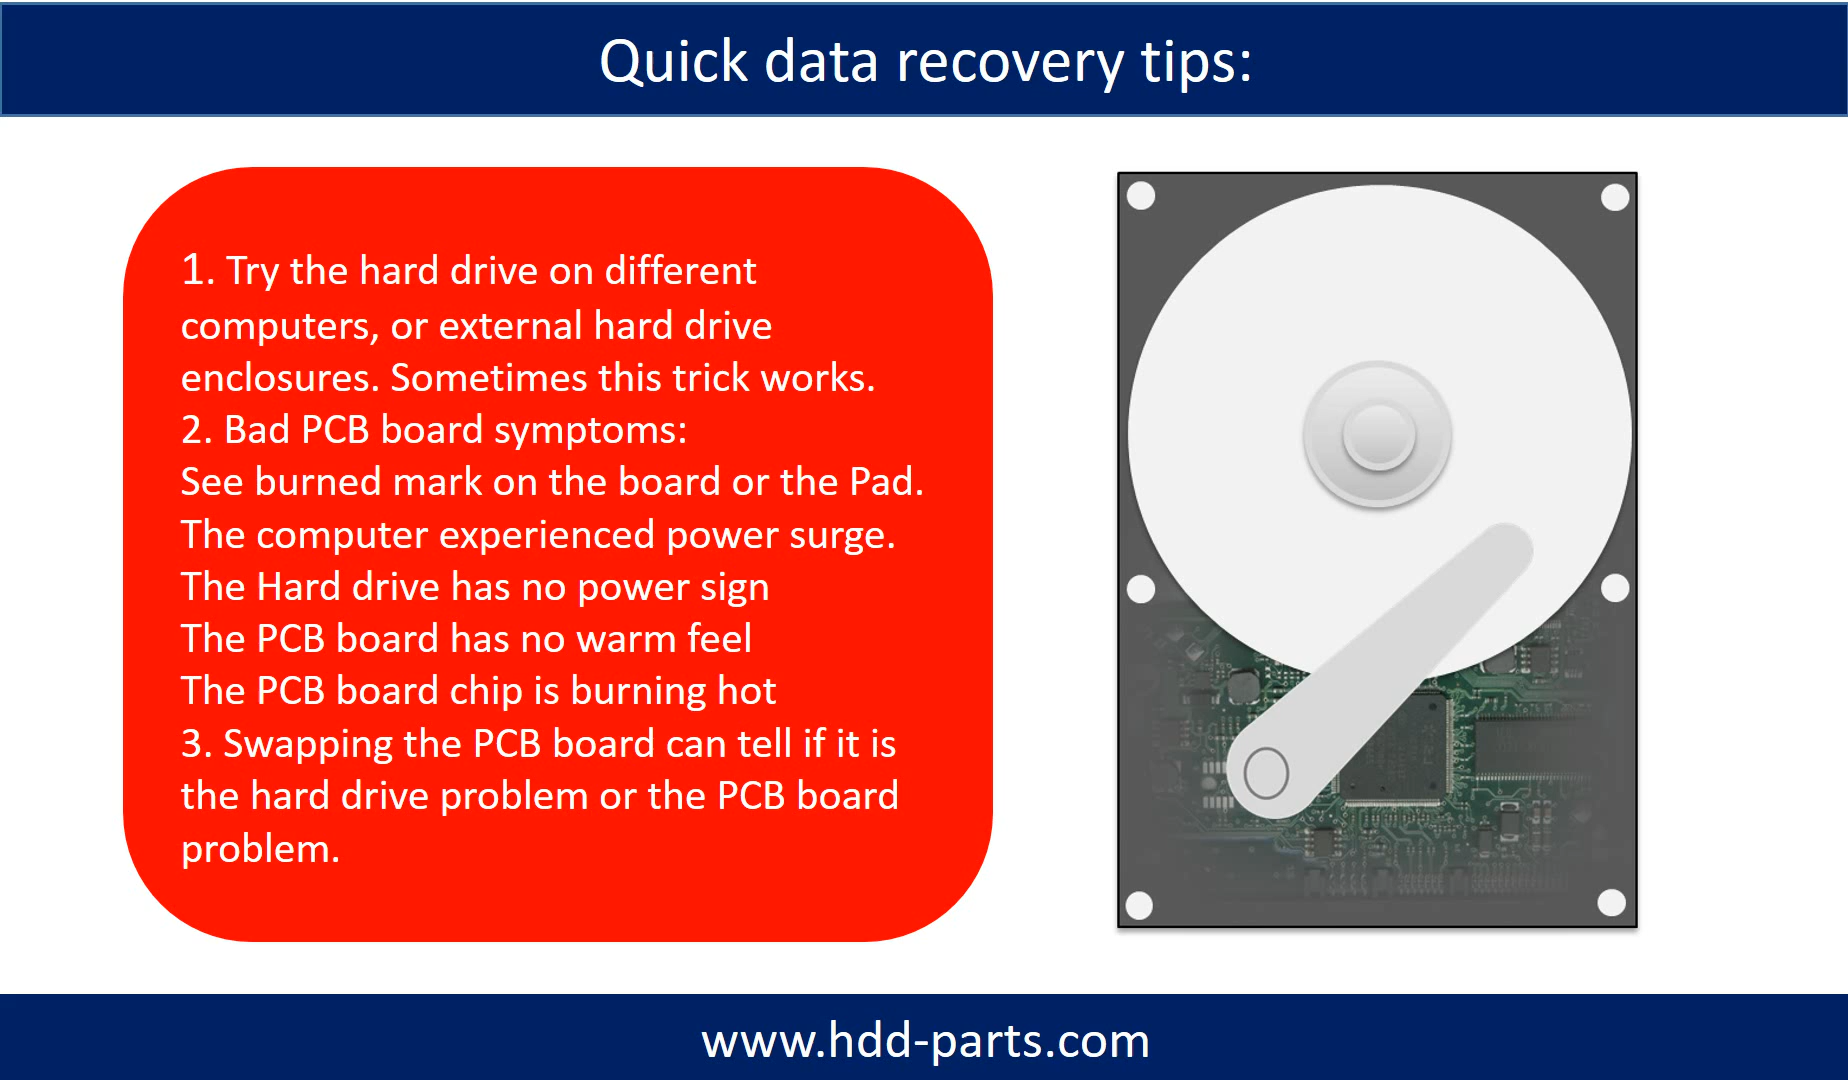 Quick data recovery tips:
1. Try the hard drive on different
computers, or external hard drive
enclosures. Sometimes this trick works.
2. Bad PCB board symptoms:
See burned mark on the board or the Pad.
The computer experienced power surge.
The Hard drive has no power sign
The PCB board has no warm feel
The PCB board chip is burning hot
3. Swapping the PCB board can tell if it is
the hard drive problem or the PCB board
problem.
www.hdd-parts.com